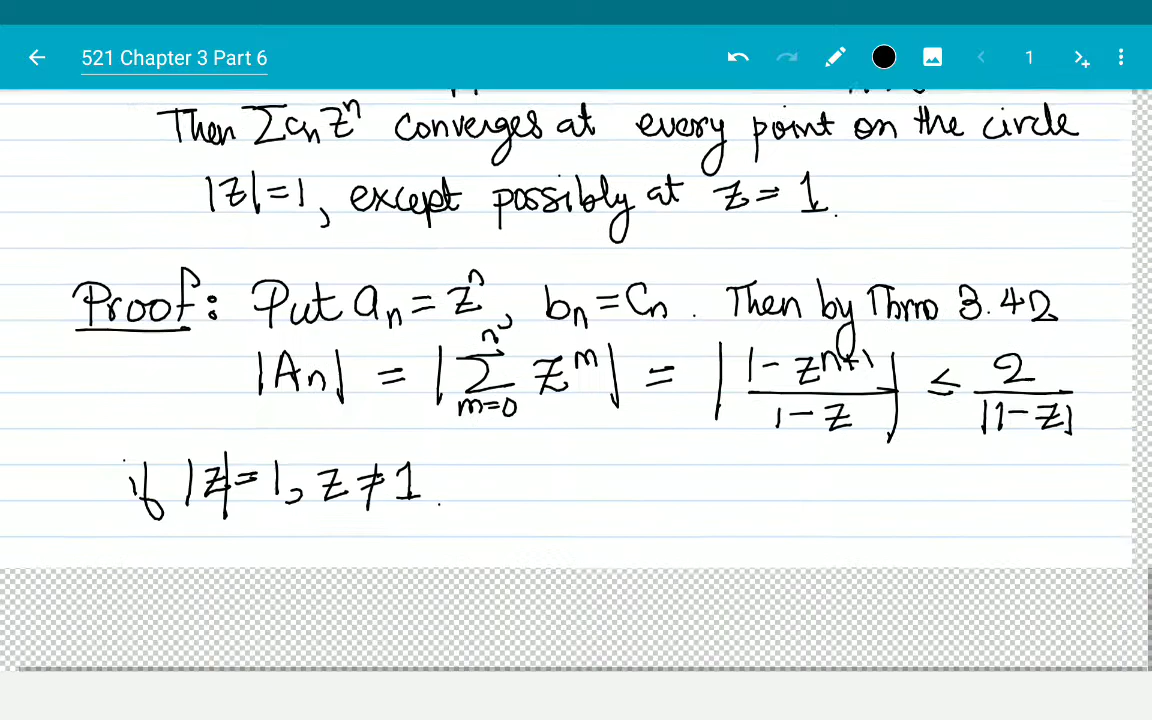 521 Chapter 3 Part 6
1
Then Σcₙzⁿ converges at every point on the circle
|z|=1, except possibly at z=1.
Proof: Put aₙ=zⁿ, bₙ=cₙ. Then by Thm 3.42
|Aₙ| = |∑_{m=0}^{n} z^m| = |(1-z^{n+1})/(1-z)| ≤ 2/|1-z|
if |z|=1, z≠1.